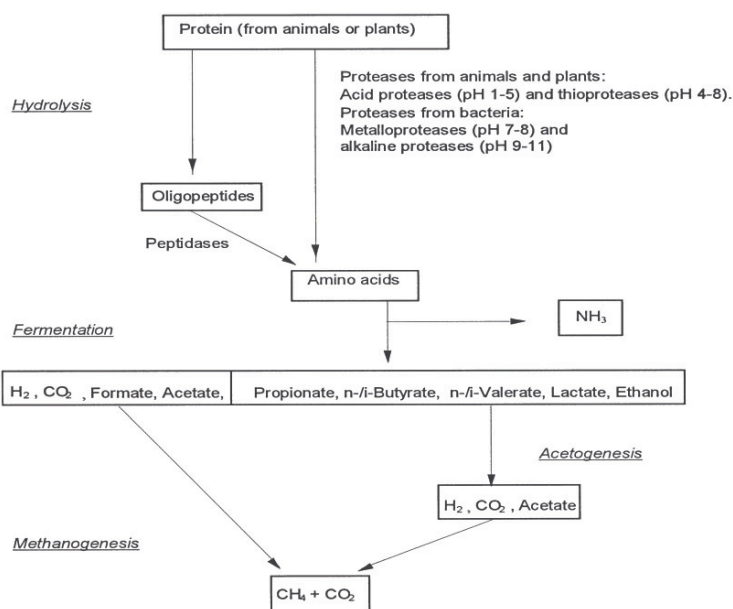 Protein (from animals or plants)
Proteases from animals and plants:
Acid proteases (pH 1-5) and thioproteases (pH 4-8).
Proteases from bacteria:
Metalloproteases (pH 7-8) and
alkaline proteases (pH 9-11)
Hydrolysis
Oligopeptides
Peptidases
Amino acids
NH₃
Fermentation
H₂ , CO₂ , Formate, Acetate, Propionate, n-/i-Butyrate, n-/i-Valerate, Lactate, Ethanol
Acetogenesis
H₂ , CO₂ , Acetate
Methanogenesis
CH₄ + CO₂